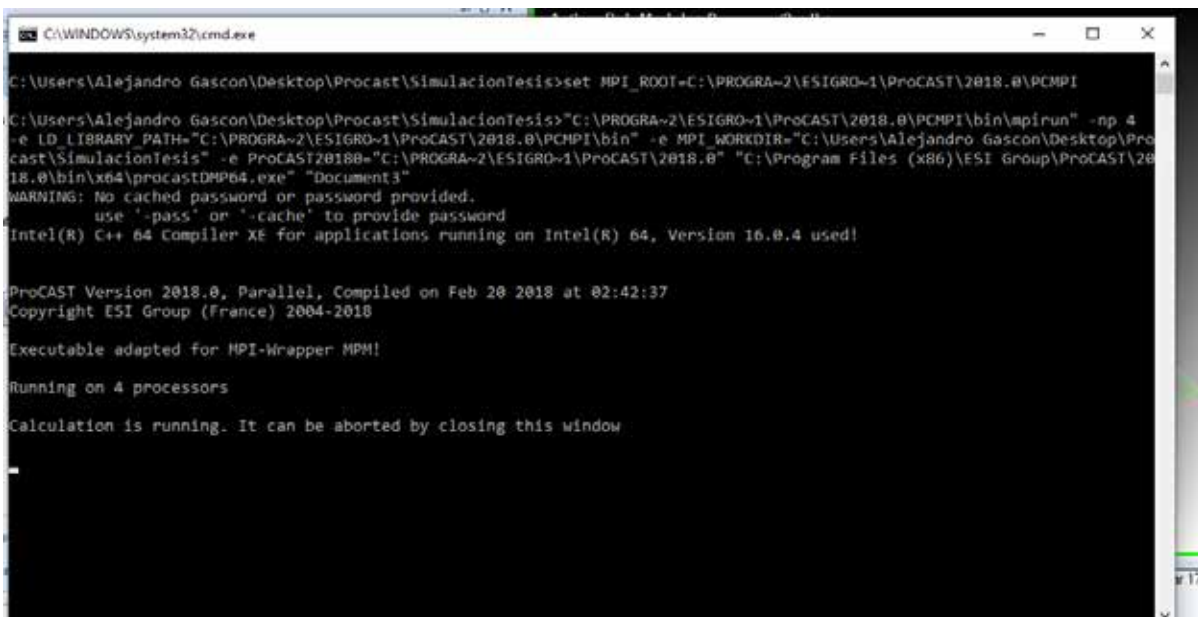 C:\WINDOWS\system32\cmd.exe
C:\Users\Alejandro Gascon\Desktop\Procast\SimulacionTesis>set MPI_ROOT=C:\PROGRA~2\ESIGRO~1\ProCAST\2018.0\PCMPI
C:\Users\Alejandro Gascon\Desktop\Procast\SimulacionTesis>"C:\PROGRA~2\ESIGRO~1\ProCAST\2018.0\PCMPI\bin\mpirun" -np 4
-e LD_LIBRARY_PATH="C:\PROGRA~2\ESIGRO~1\ProCAST\2018.0\PCMPI\bin" -e MPI_WORKDIR="C:\Users\Alejandro Gascon\Desktop\Pro
cast\SimulacionTesis" -e ProCAST20180="C:\PROGRA~2\ESIGRO~1\ProCAST\2018.0" "C:\Program Files (x86)\ESI Group\ProCAST\20
18.0\bin\x64\procastDMP64.exe" "Document3"
WARNING: No cached password or password provided.
use '-pass' or '-cache' to provide password
Intel(R) C++ 64 Compiler XE for applications running on Intel(R) 64, Version 16.0.4 used!
ProCAST Version 2018.0, Parallel, Compiled on Feb 20 2018 at 02:42:37
Copyright ESI Group (France) 2004-2018
Executable adapted for MPI-Wrapper MPM!
Running on 4 processors
Calculation is running. It can be aborted by closing this window